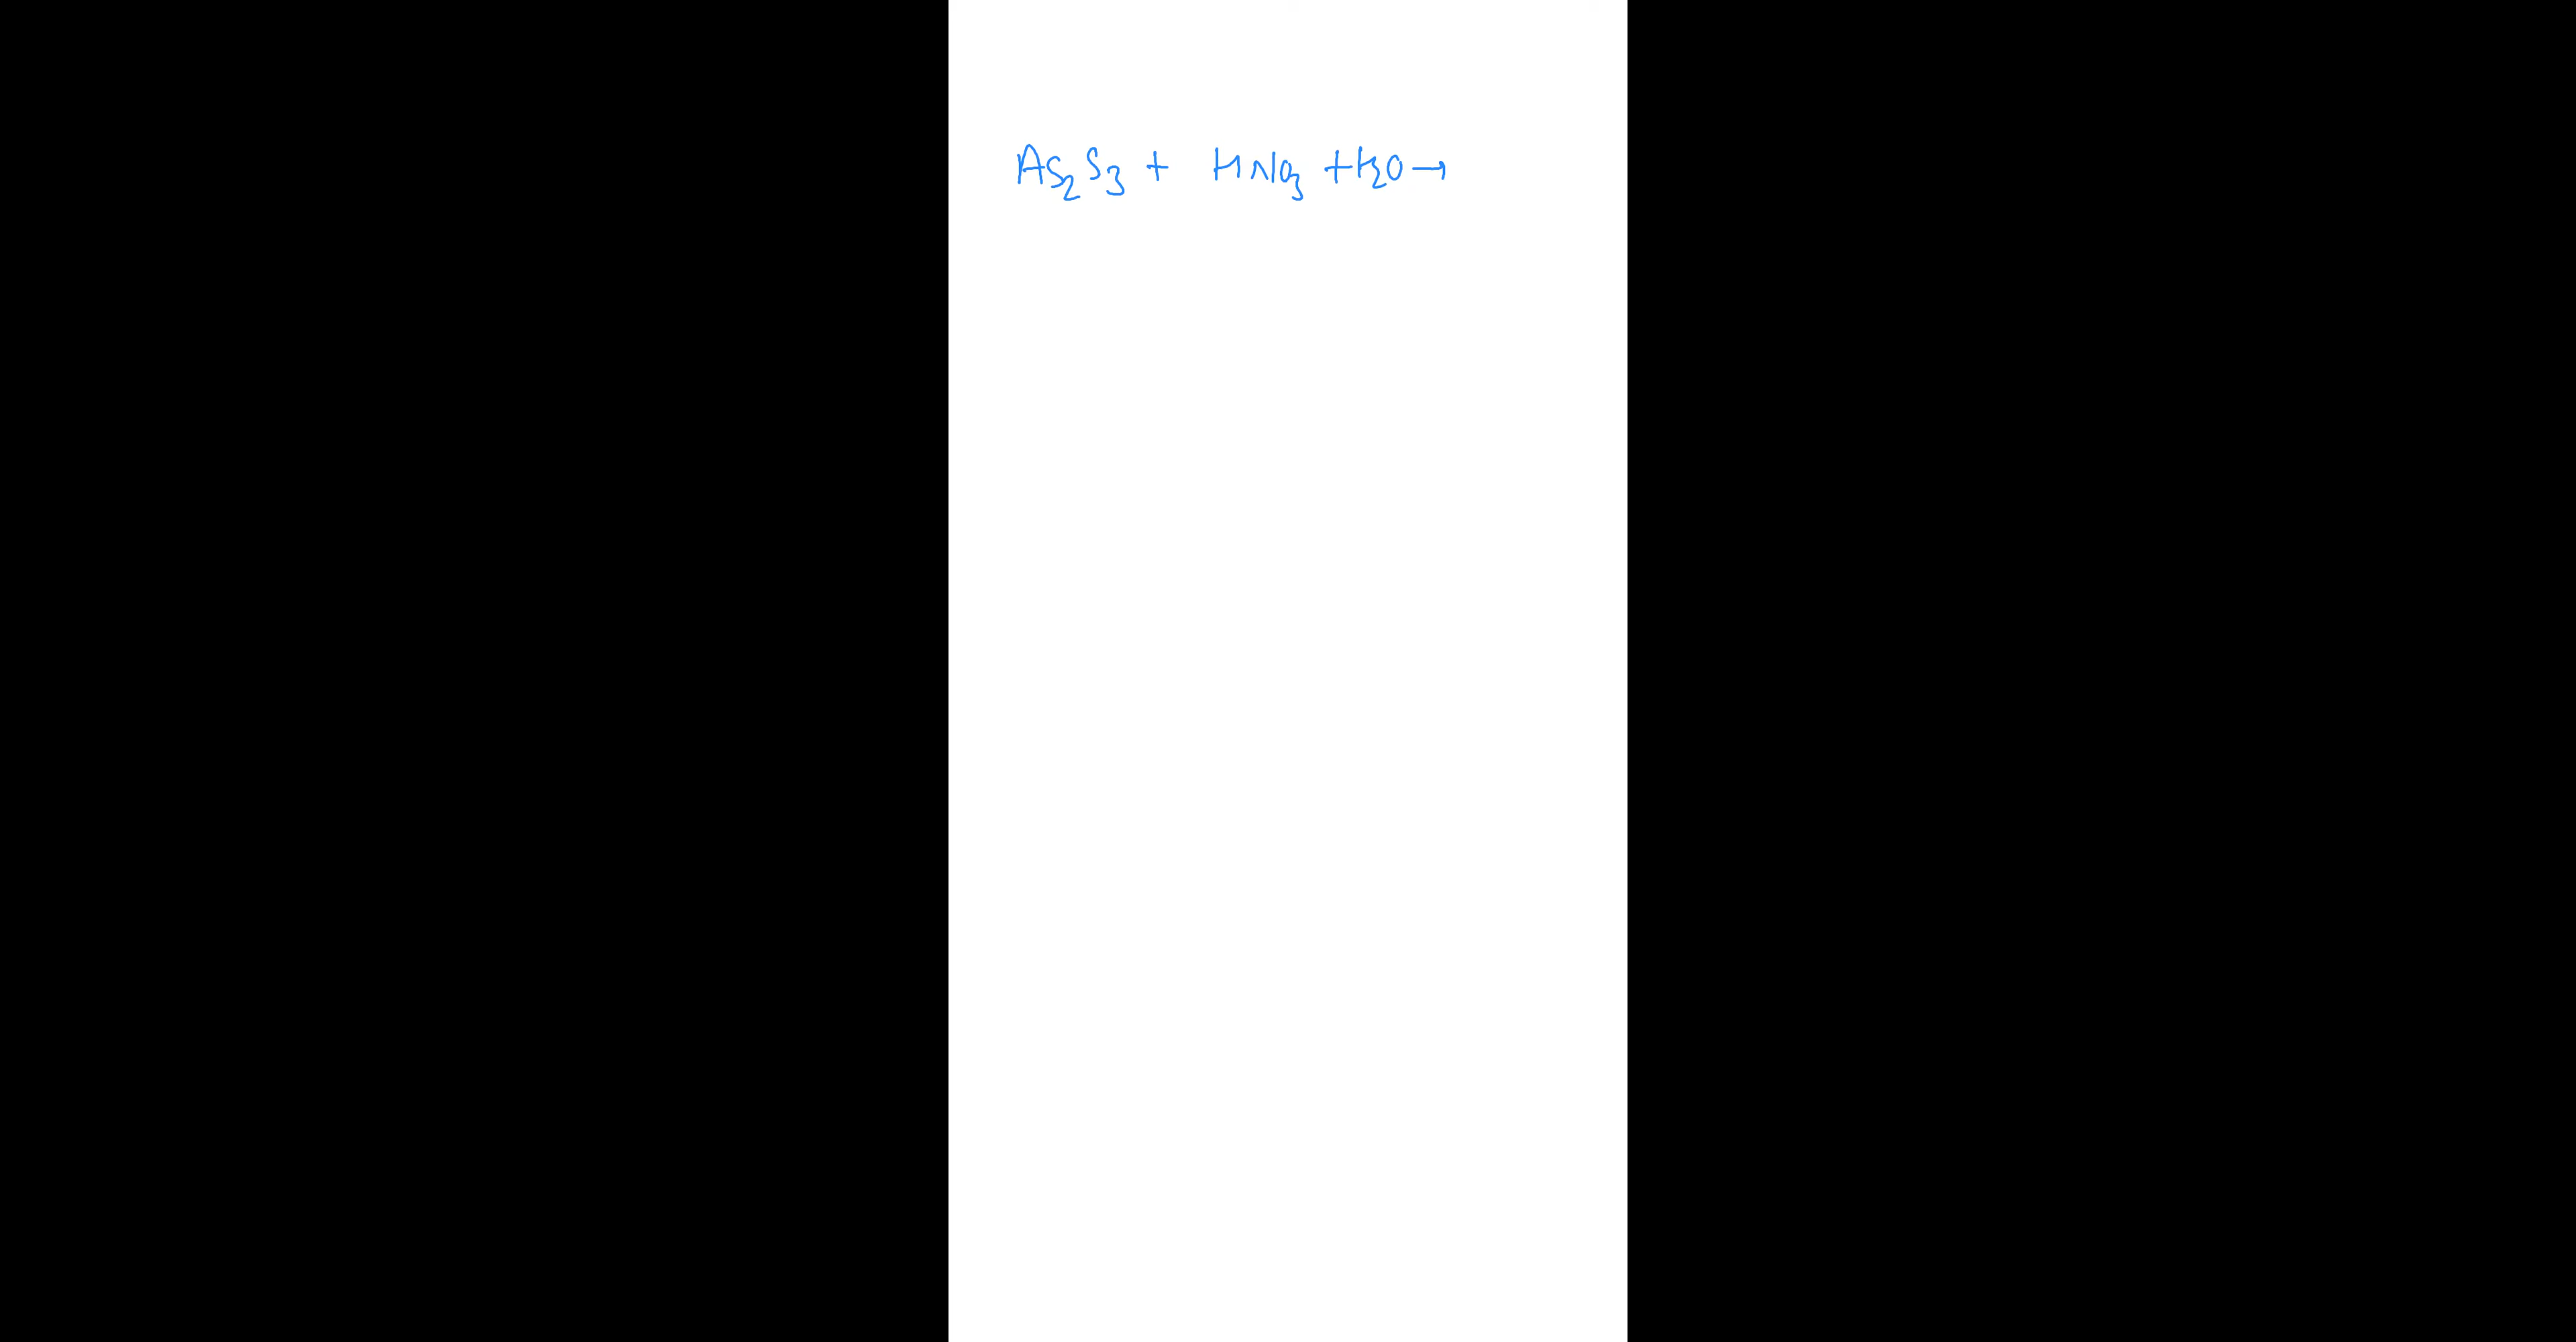 As₂S₃ + HNO₃ + H₂O →